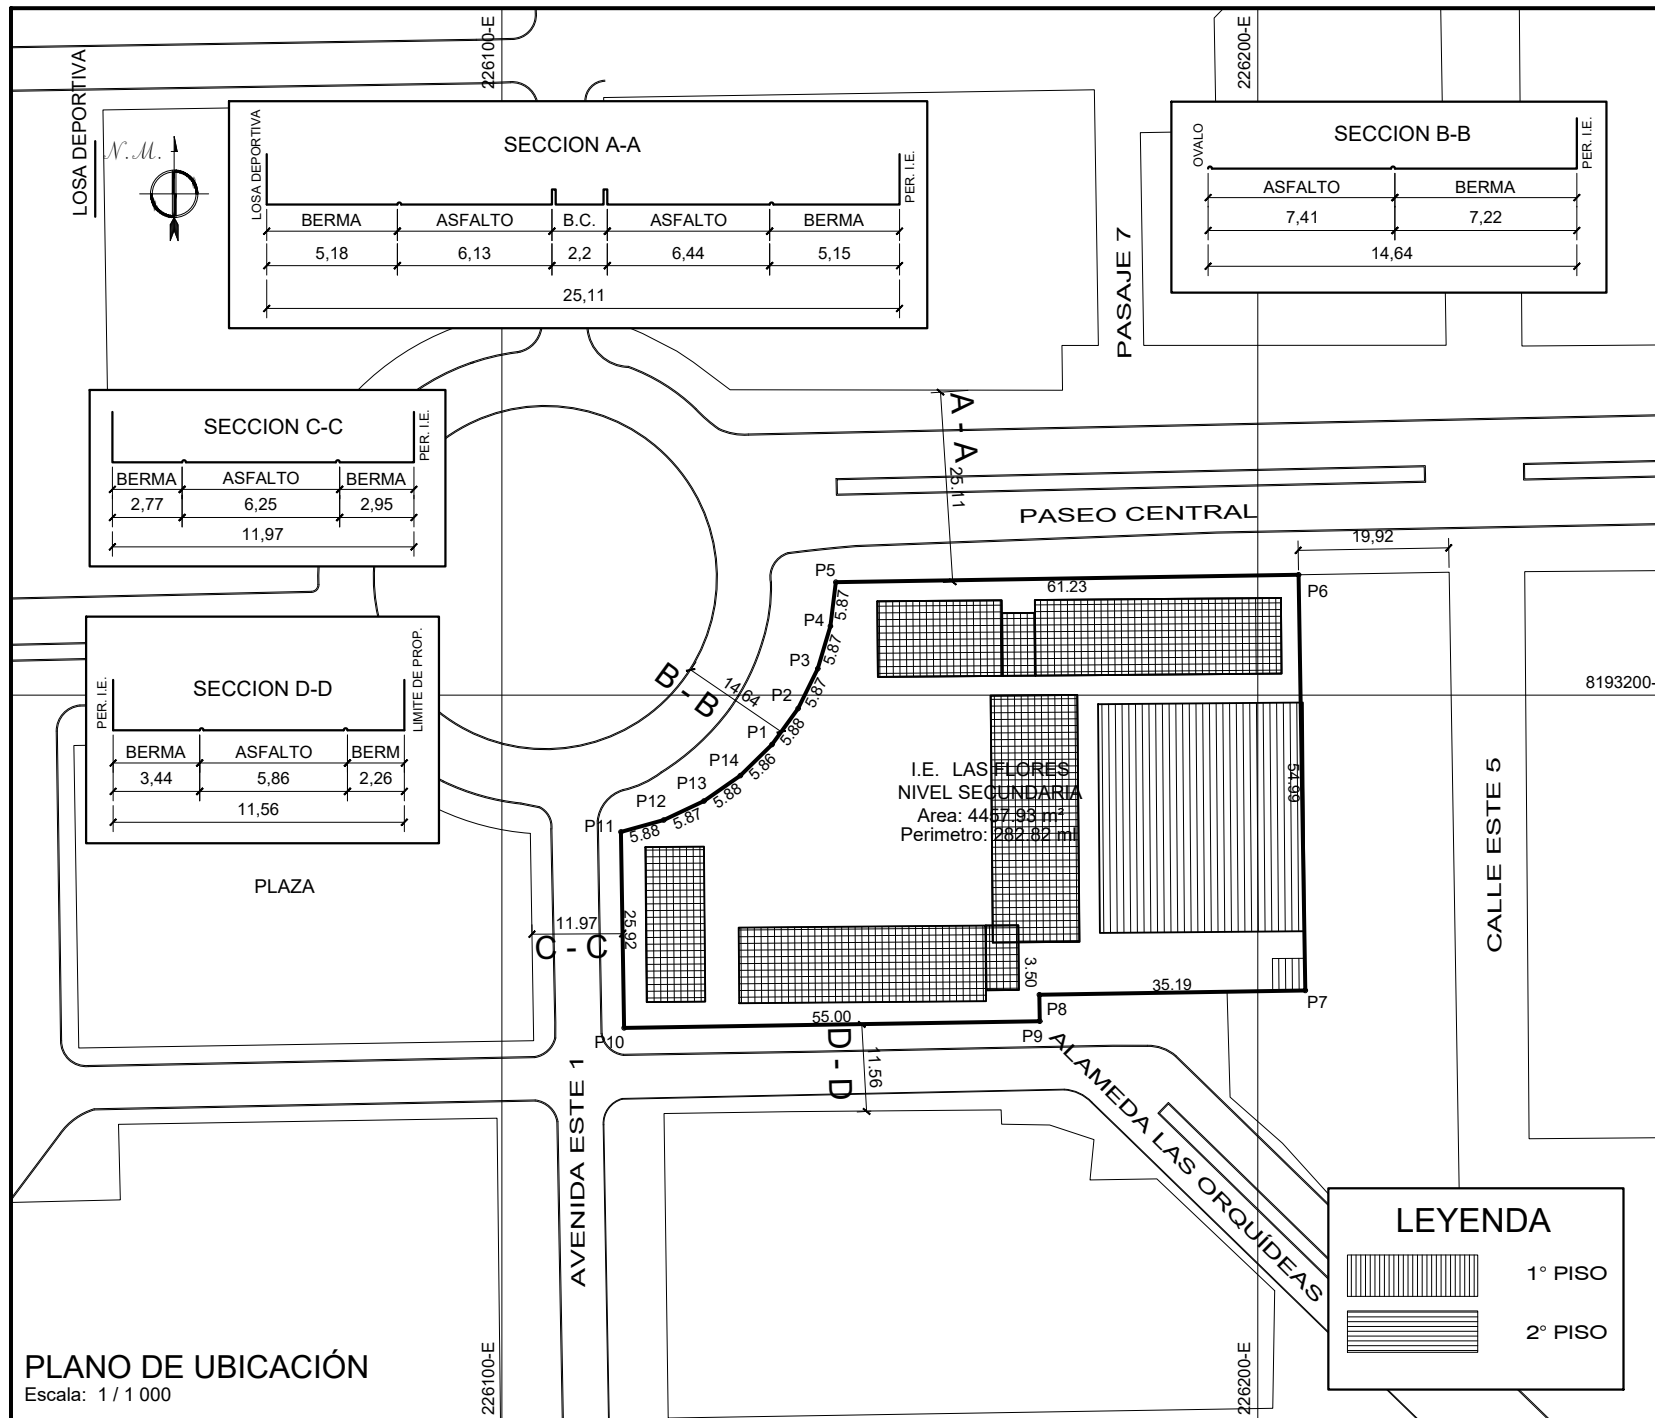 226100-E
226200-E
LOSA DEPORTIVA
N.M.
SECCION A-A
LOSA DEPORTIVA
PER. I.E.
BERMA ASFALTO B.C. ASFALTO BERMA
5,18 6,13 2,2 6,44 5,15
25,11
SECCION B-B
OVALO
PER. I.E.
ASFALTO BERMA
7,41 7,22
14,64
PASAJE 7
SECCION C-C
PER. I.E.
BERMA ASFALTO BERMA
2,77 6,25 2,95
11,97
A - A
25.11
PASEO CENTRAL
19,92
SECCION D-D
PER. I.E.
LIMITE DE PROP.
BERMA ASFALTO BERM
3,44 5,86 2,26
11,56
P5
61.23
P6
5.87
P4
5.87
P3
5.87
P2
5.88
P1
5.86
P14
5.88
P13
5.87
P12
5.88
P11
B - B
14.64
8193200-
I.E. LAS FLORES
NIVEL SECUNDARIA
Area: 4457.93 m²
Perimetro: 282.82 ml
54.99
CALLE ESTE 5
PLAZA
11.97
C - C
25.92
3.50
35.19
P7
P8
55.00
P9
P10
D - D
11.56
AVENIDA ESTE 1
ALAMEDA LAS ORQUÍDEAS
LEYENDA
1° PISO
2° PISO
PLANO DE UBICACIÓN
Escala: 1 / 1 000
226100-E
226200-E